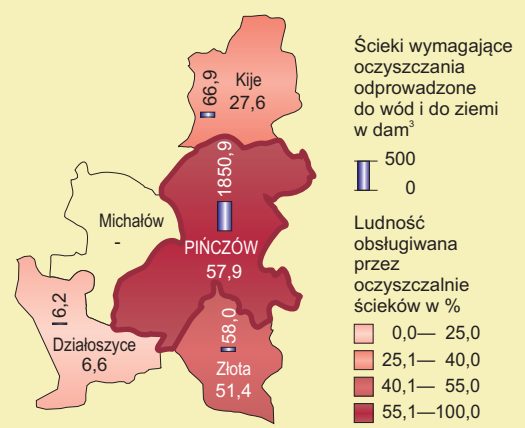 66,9
Kije
27,6
1850,9
PIŃCZÓW
57,9
Michałów
-
6,2
Działoszyce
6,6
58,0
Złota
51,4
Ścieki wymagające
oczyszczania
odprowadzone
do wód i do ziemi
w dam³
500
0
Ludność
obsługiwana
przez
oczyszczalnie
ścieków w %
0,0— 25,0
25,1— 40,0
40,1— 55,0
55,1—100,0